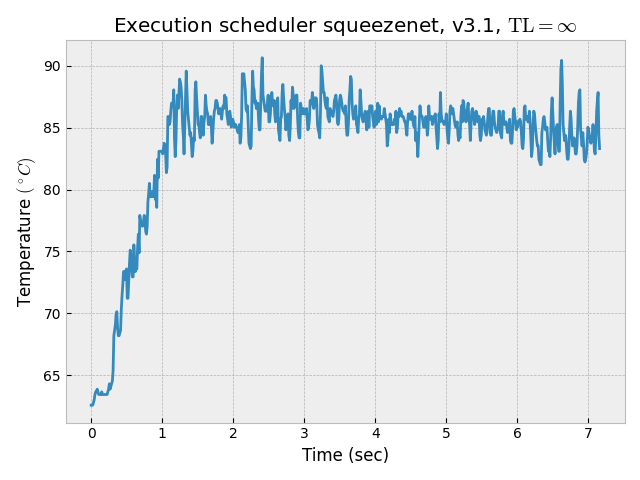 Execution scheduler squeezenet, v3.1, TL = ∞
Temperature (°C)
90
85
80
75
70
65
0 1 2 3 4 5 6 7
Time (sec)